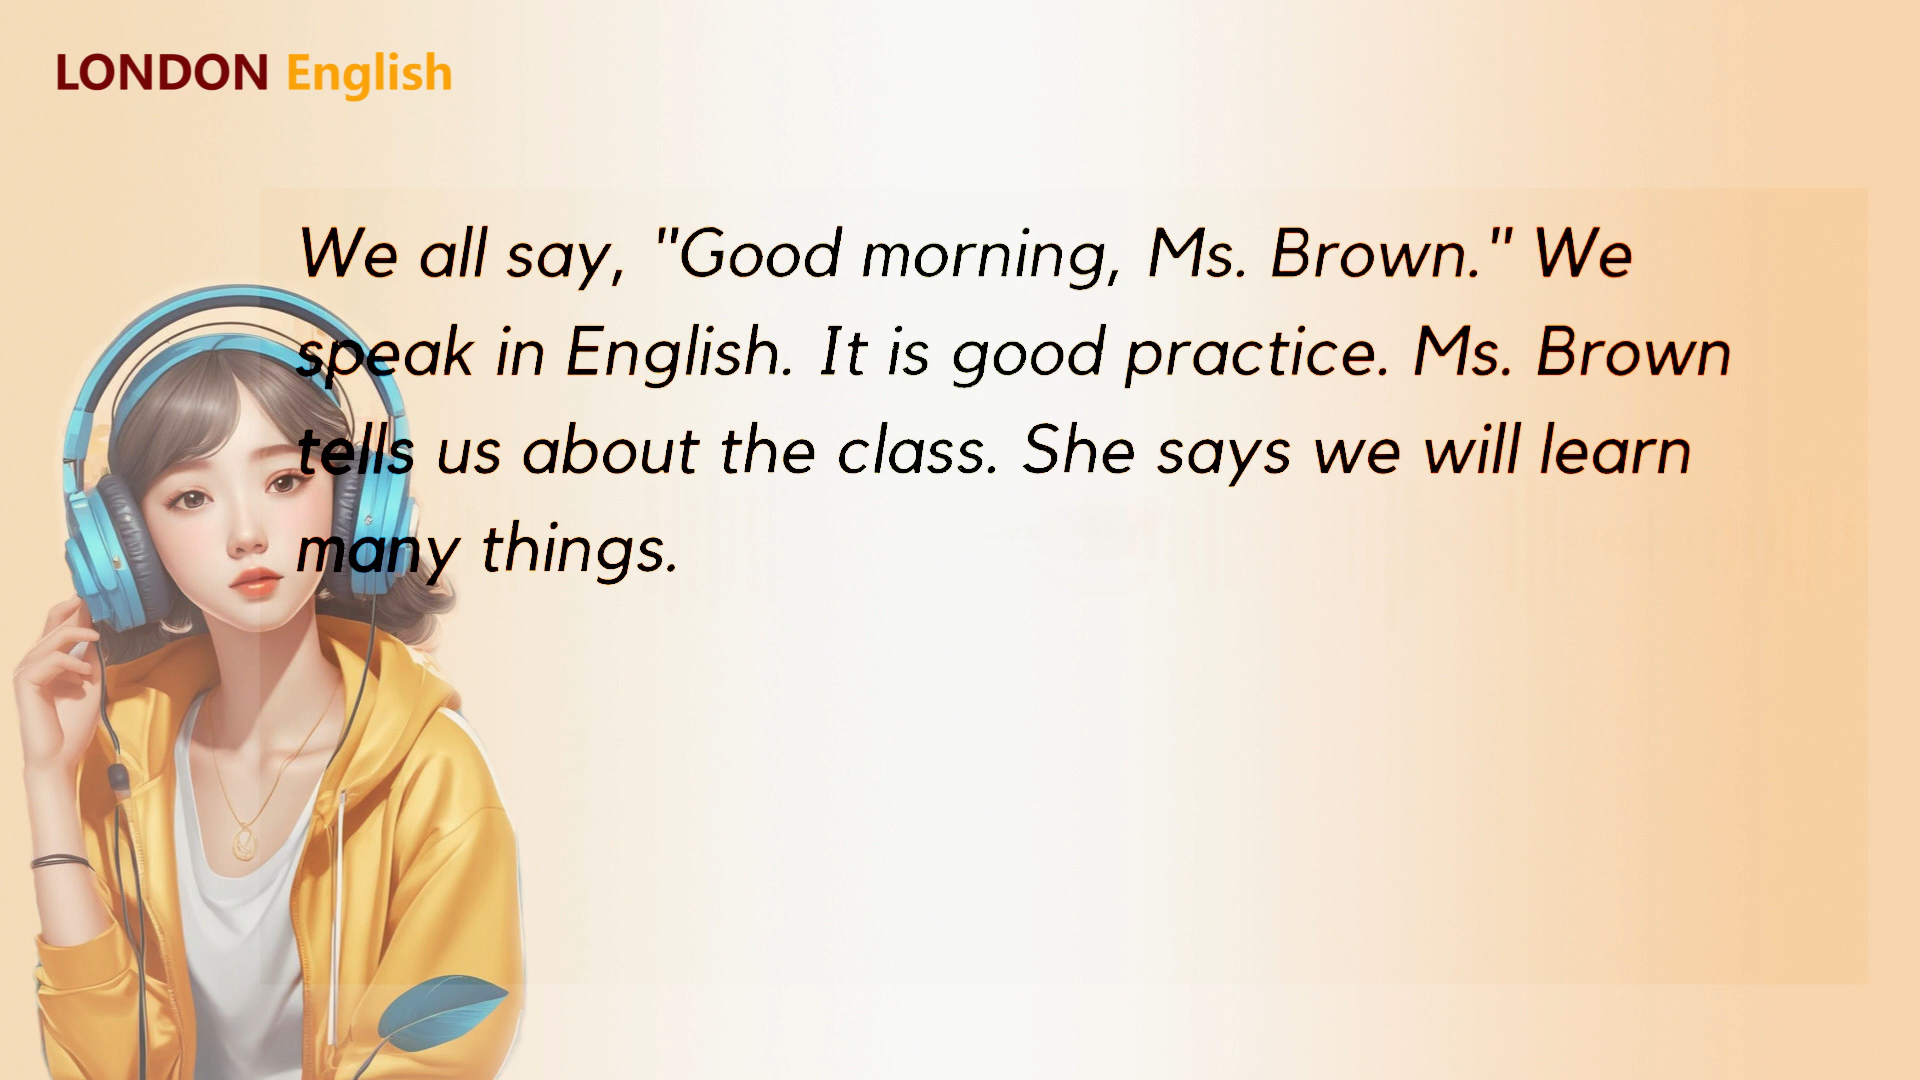 LONDON English
We all say, "Good morning, Ms. Brown." We
speak in English. It is good practice. Ms. Brown
tells us about the class. She says we will learn
many things.